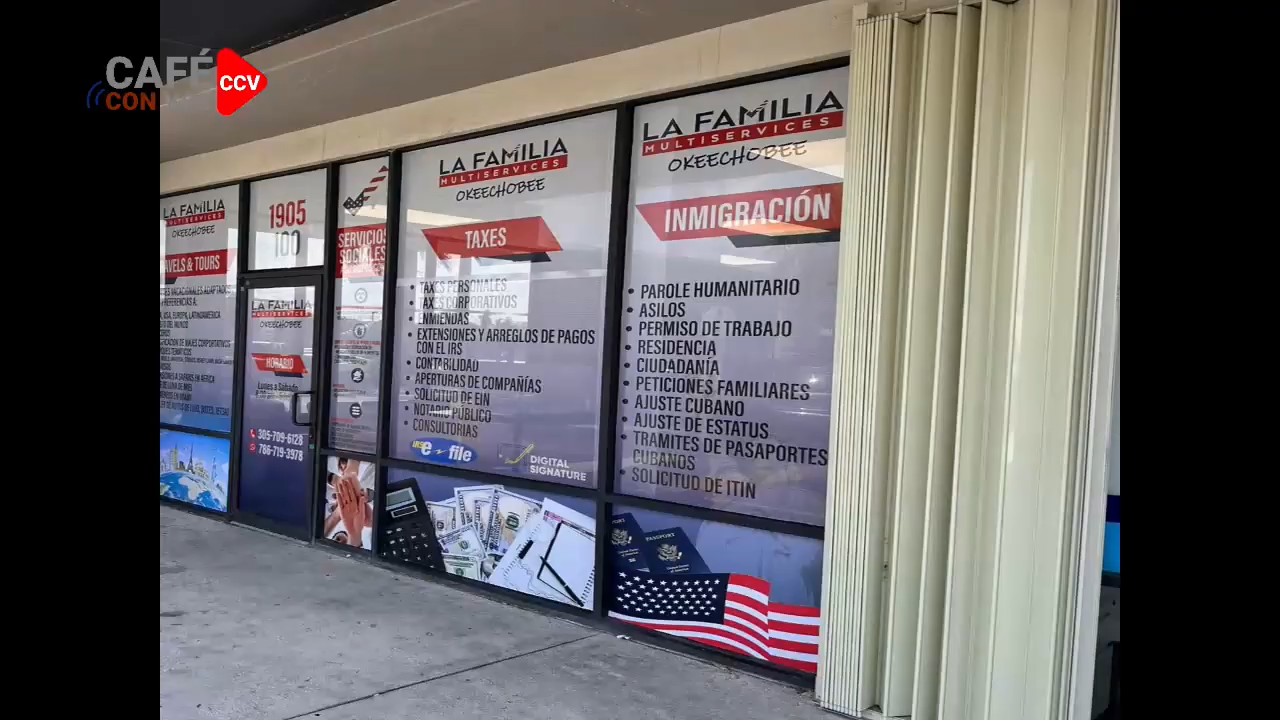 CAFÉ
CON
CCV
LA FAMILIA
MULTISERVICES
OKEECHOBEE
AVELS & TOURS
1905
100
LA FAMILIA
MULTISERVICES
OKEECHOBEE
HORARIO
Lunes a Sábado
305-709-6128
786-719-3978
SERVICIOS
SOCIALES
LA FAMILIA
MULTISERVICES
OKEECHOBEE
TAXES
• TAXES PERSONALES
• TAXES CORPORATIVOS
• ENMIENDAS
• EXTENSIONES Y ARREGLOS DE PAGOS
CON EL IRS
• CONTABILIDAD
• APERTURAS DE COMPAÑÍAS
• SOLICITUD DE EIN
• NOTARIO PÚBLICO
• CONSULTORIAS
IRS e file
DIGITAL
SIGNATURE
LA FAMILIA
MULTISERVICES
OKEECHOBEE
INMIGRACIÓN
• PAROLE HUMANITARIO
• ASILOS
• PERMISO DE TRABAJO
• RESIDENCIA
• CIUDADANÍA
• PETICIONES FAMILIARES
• AJUSTE CUBANO
• AJUSTE DE ESTATUS
• TRAMITES DE PASAPORTES
CUBANOS
• SOLICITUD DE ITIN
PASSPORT